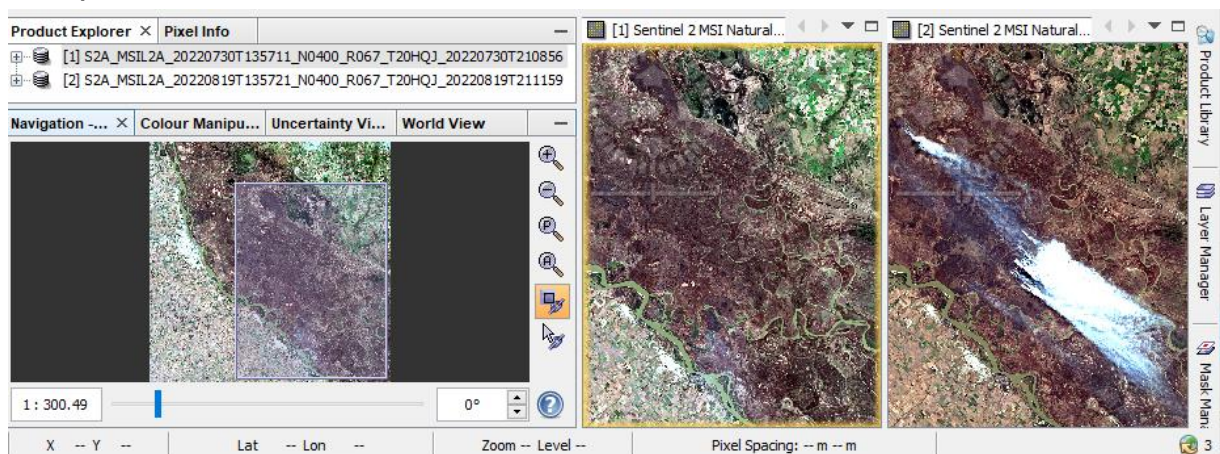 Product Explorer × Pixel Info
[1] S2A_MSIL2A_20220730T135711_N0400_R067_T20HQJ_20220730T210856
[2] S2A_MSIL2A_20220819T135721_N0400_R067_T20HQJ_20220819T211159
Navigation -... × Colour Manipu... Uncertainty Vi... World View
1 : 300.49 0°
[1] Sentinel 2 MSI Natural...
[2] Sentinel 2 MSI Natural...
Product Library
Layer Manager
Mask Man
X -- Y -- Lat -- Lon -- Zoom -- Level -- Pixel Spacing: -- m -- m 3